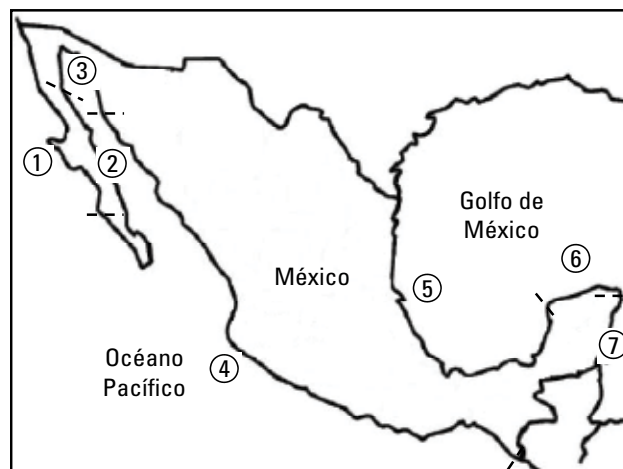 ③
① ②
Golfo de
México
⑥
México
⑤
⑦
Océano
Pacífico
④